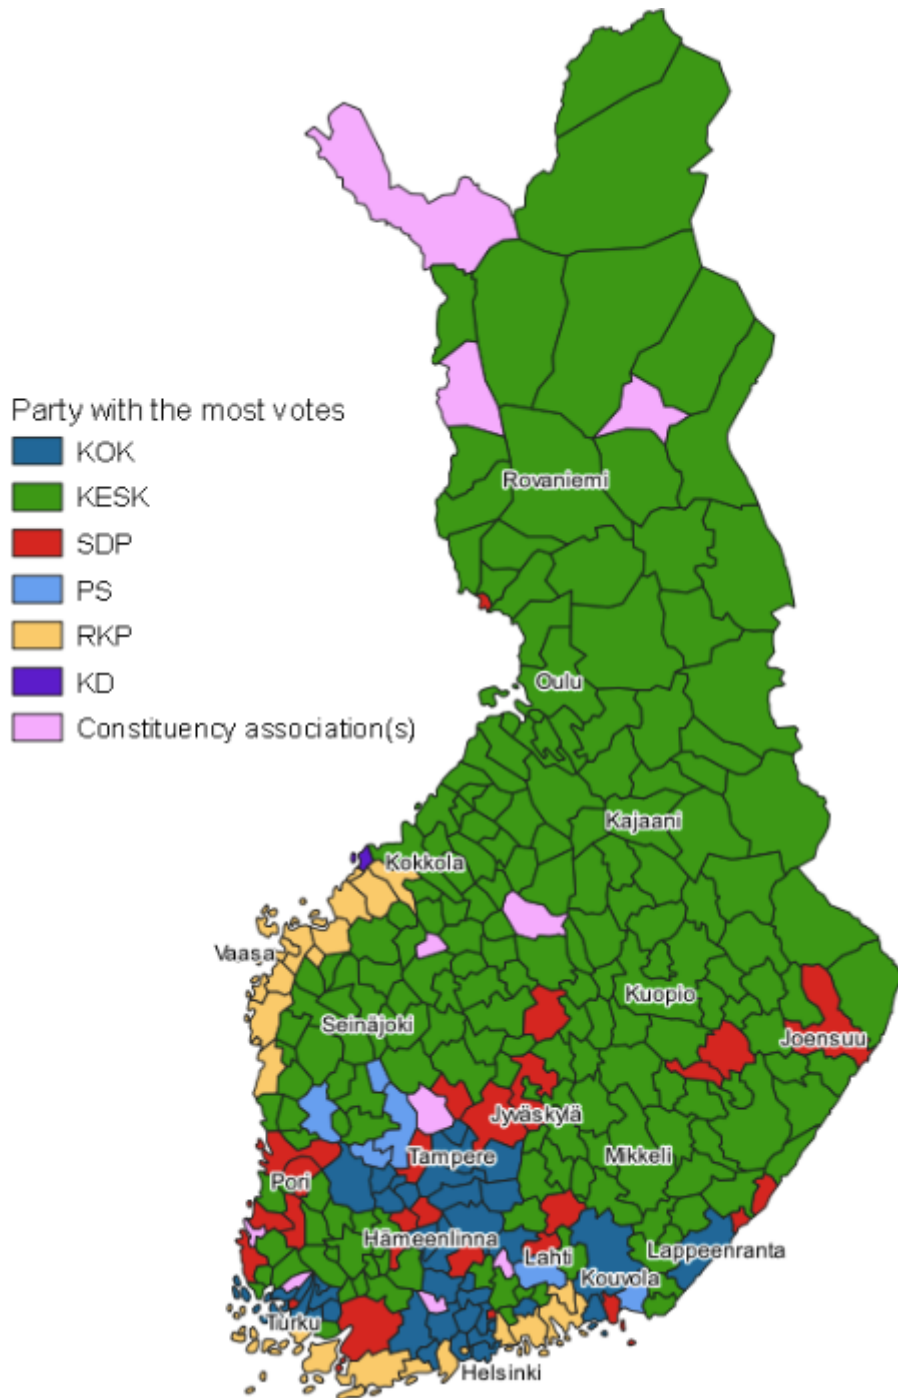 Party with the most votes
KOK
KESK
SDP
PS
RKP
KD
Constituency association(s)
Rovaniemi
Oulu
Kajaani
Kokkola
Vaasa
Kuopio
Seinäjoki
Joensuu
Jyväskylä
Tampere
Mikkeli
Pori
Hämeenlinna
Lahti
Lappeenranta
Kouvola
Turku
Helsinki